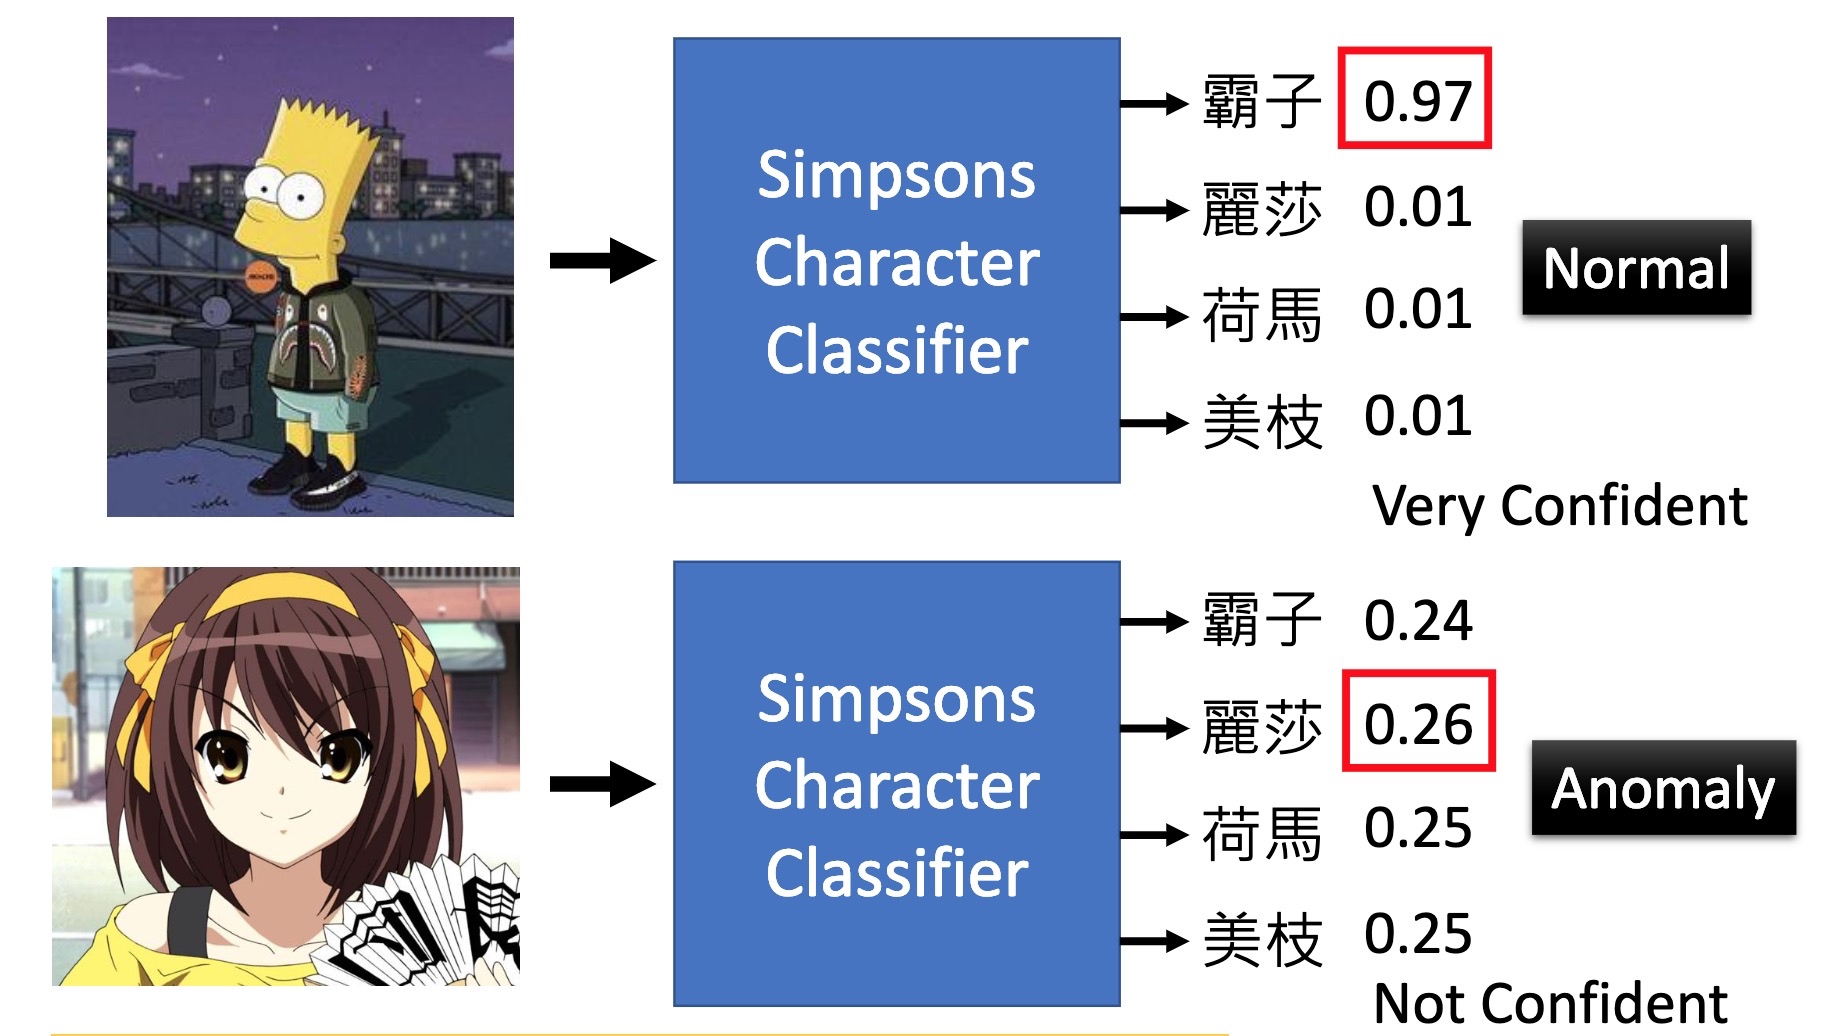 Simpsons
Character
Classifier
霸子 0.97
麗莎 0.01
荷馬 0.01
美枝 0.01
Normal
Very Confident
Simpsons
Character
Classifier
霸子 0.24
麗莎 0.26
荷馬 0.25
美枝 0.25
Anomaly
Not Confident